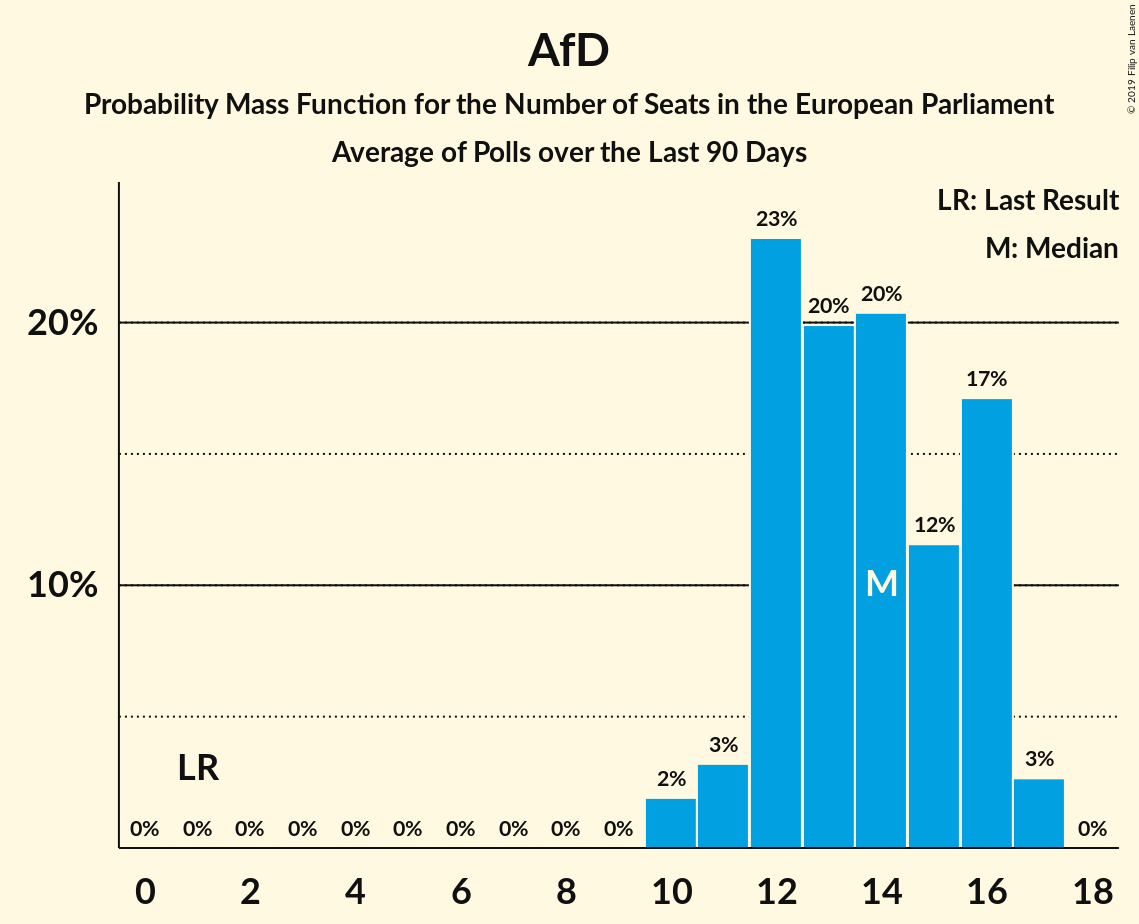 AfD
Probability Mass Function for the Number of Seats in the European Parliament
Average of Polls over the Last 90 Days
© 2019 Filip van Laenen
LR: Last Result
M: Median
23%
20%
20%
20%
17%
12%
10%
M
LR
3%
2%
3%
0% 0% 0% 0% 0% 0% 0% 0% 0% 0% 0%
0 2 4 6 8 10 12 14 16 18